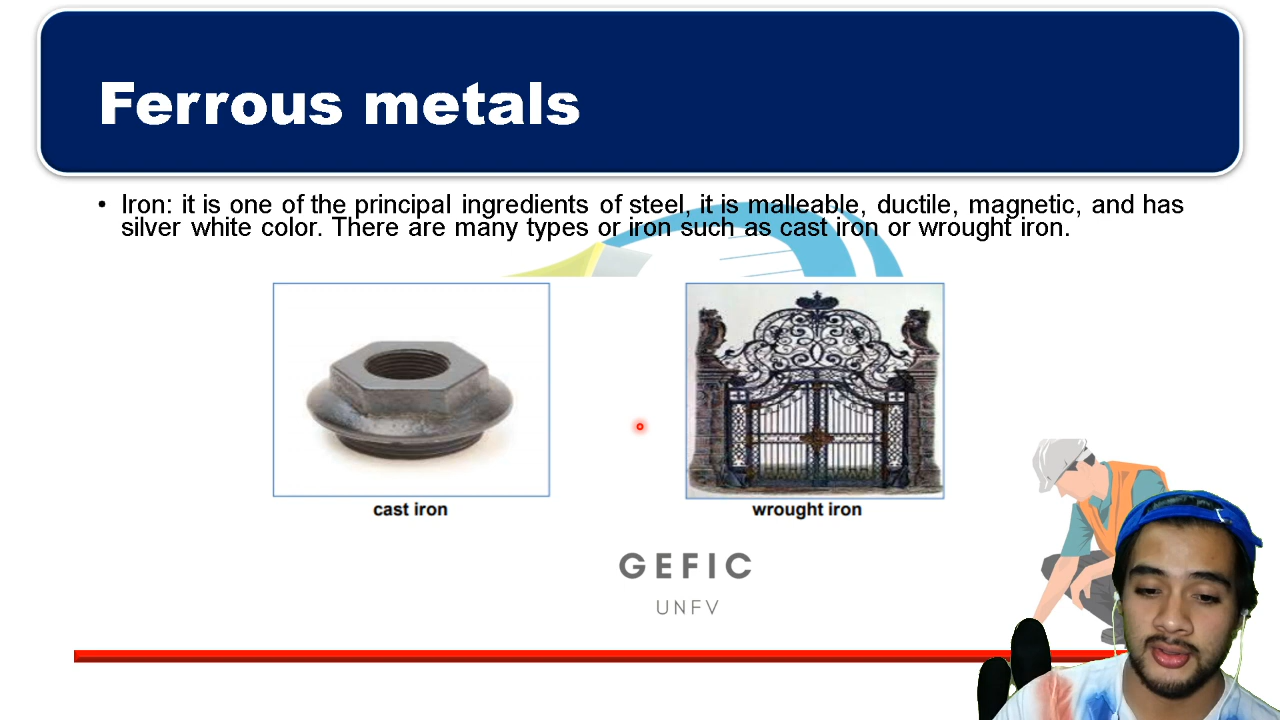 Ferrous metals
• Iron: it is one of the principal ingredients of steel, it is malleable, ductile, magnetic, and has
silver white color. There are many types or iron such as cast iron or wrought iron.
cast iron
wrought iron
GEFIC
UNFV